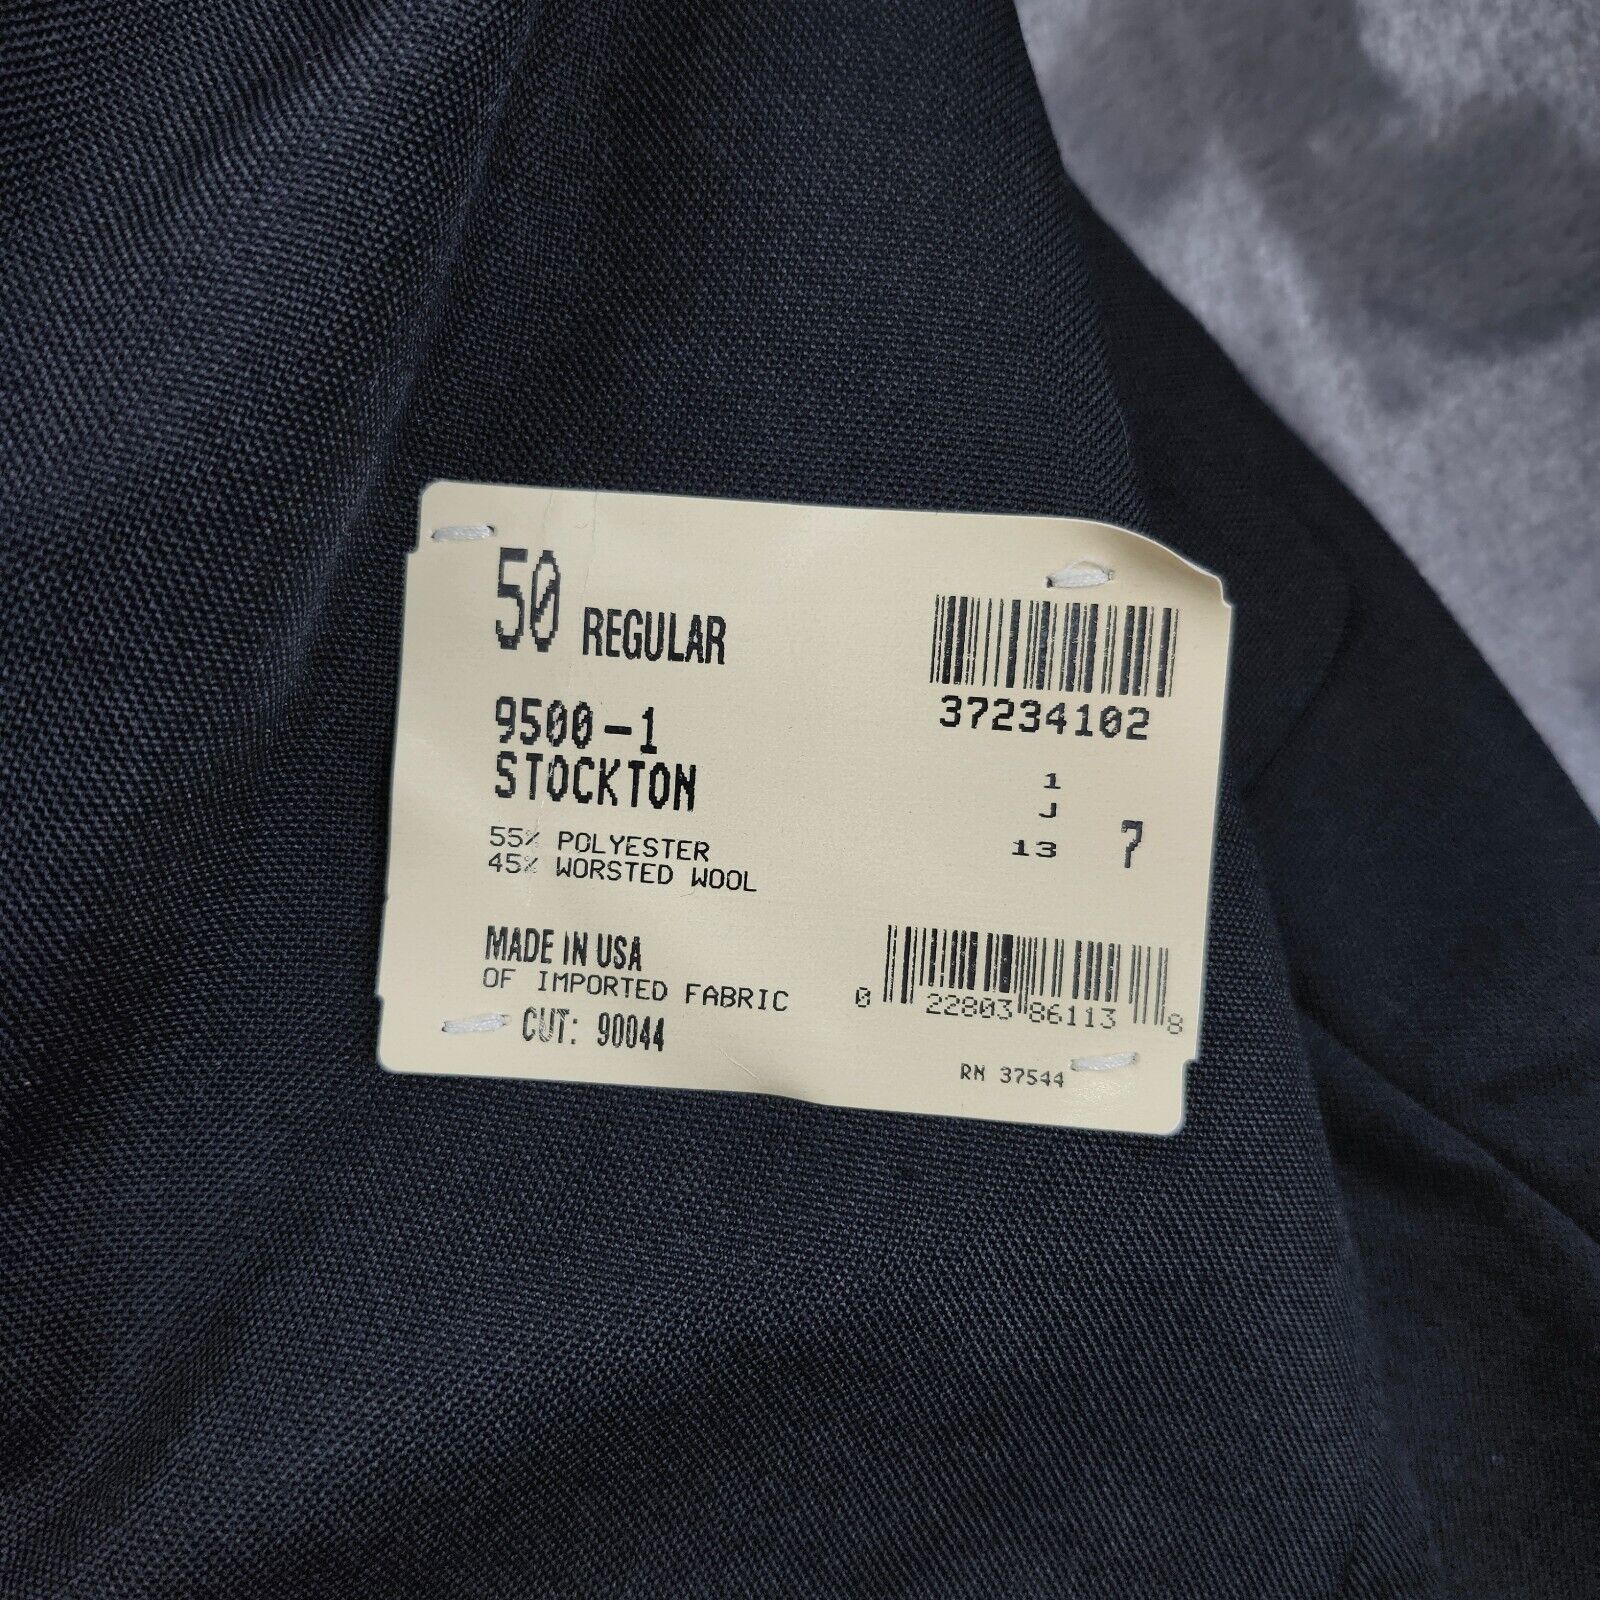 50 REGULAR
37234102
9500-1
STOCKTON
1
J
13 7
55% POLYESTER
45% WORSTED WOOL
MADE IN USA
OF IMPORTED FABRIC
CUT: 90044
0 22803 86113 8
RN 37544